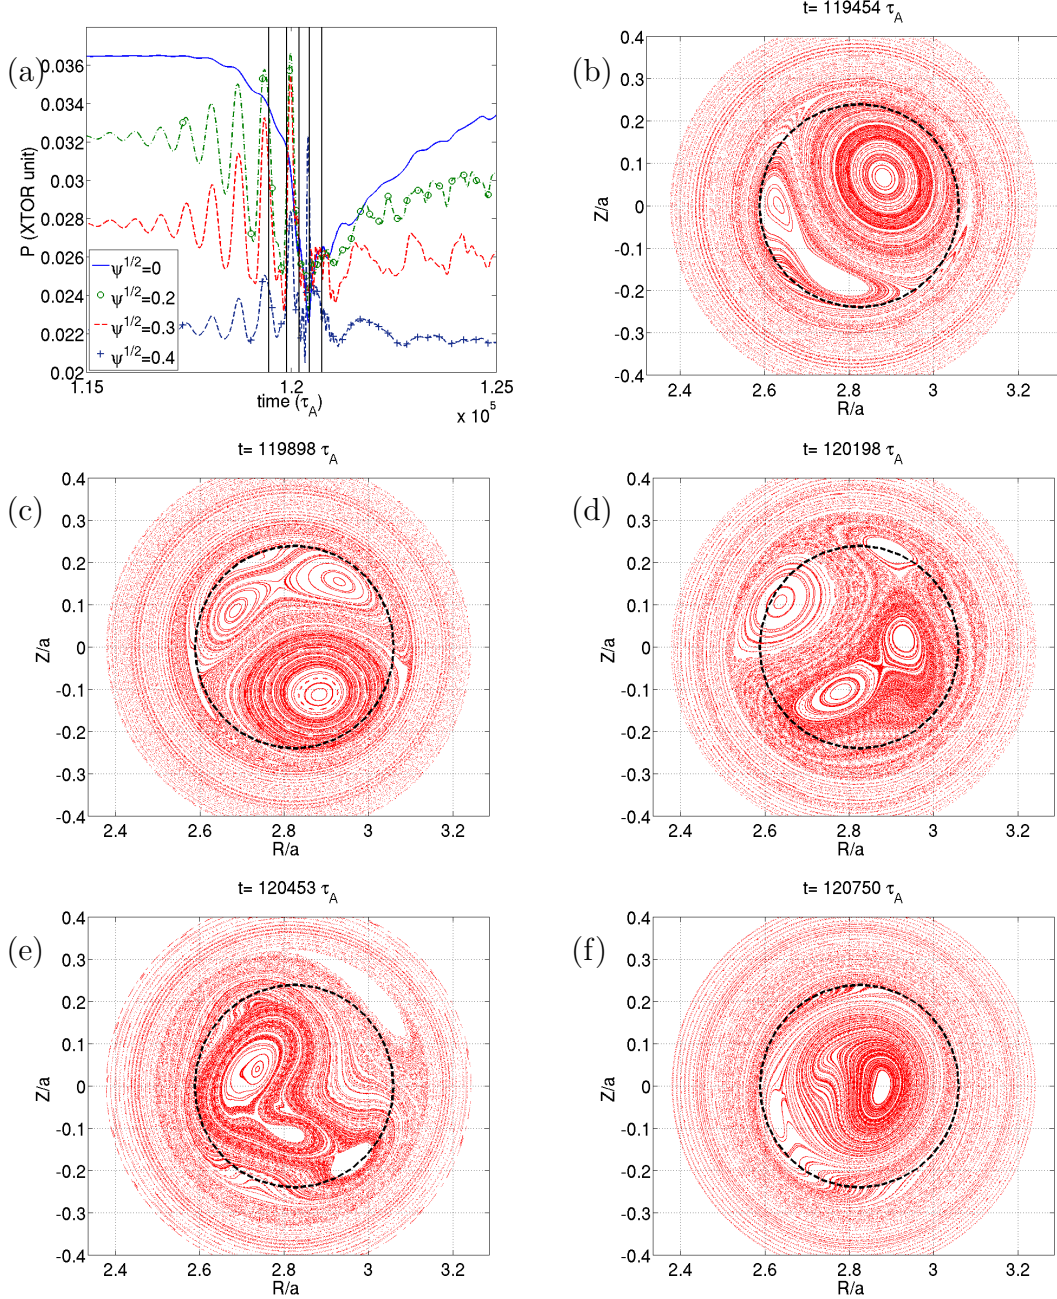 (a)
0.036
0.034
0.032
0.03
0.028
0.026
0.024
0.022
0.02
P (XTOR unit)
ψ^1/2=0
ψ^1/2=0.2
ψ^1/2=0.3
ψ^1/2=0.4
1.15 1.2 1.25
time (τ_A)
x 10^5
(b)
t= 119454 τ_A
0.4
0.3
0.2
0.1
0
-0.1
-0.2
-0.3
-0.4
Z/a
2.4 2.6 2.8 3 3.2
R/a
(c)
t= 119898 τ_A
0.4
0.3
0.2
0.1
0
-0.1
-0.2
-0.3
-0.4
Z/a
2.4 2.6 2.8 3 3.2
R/a
(d)
t= 120198 τ_A
0.4
0.3
0.2
0.1
0
-0.1
-0.2
-0.3
-0.4
Z/a
2.4 2.6 2.8 3 3.2
R/a
(e)
t= 120453 τ_A
0.4
0.3
0.2
0.1
0
-0.1
-0.2
-0.3
-0.4
Z/a
2.4 2.6 2.8 3 3.2
R/a
(f)
t= 120750 τ_A
0.4
0.3
0.2
0.1
0
-0.1
-0.2
-0.3
-0.4
Z/a
2.4 2.6 2.8 3 3.2
R/a